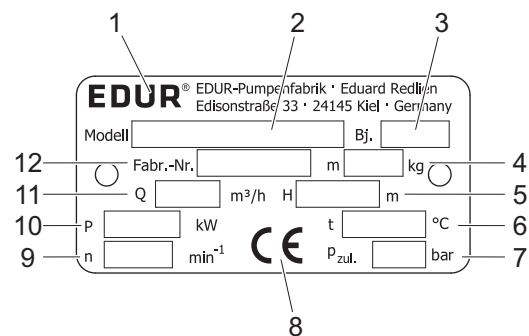 1 2 3
EDUR® EDUR-Pumpenfabrik · Eduard Redlien
Edisonstraße 33 · 24145 Kiel · Germany
Modell Bj.
12 Fabr.-Nr. m kg 4
11 Q m³/h H m 5
10 P kW t °C 6
9 n min⁻¹ CE p zul. bar 7
8